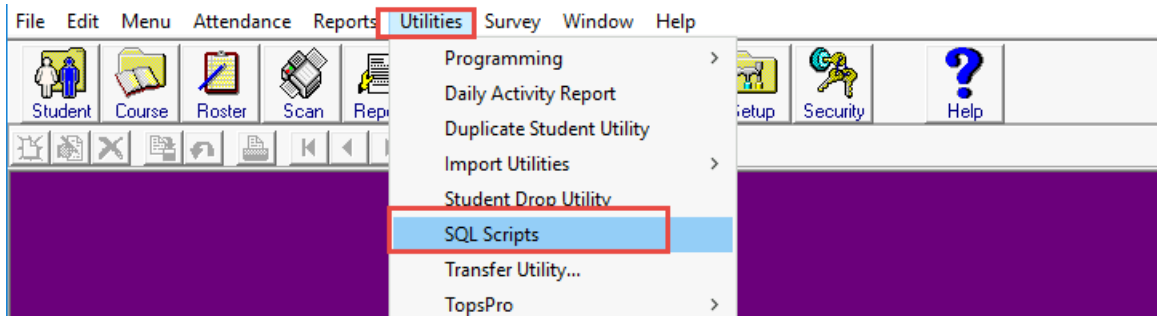 File Edit Menu Attendance Reports Utilities Survey Window Help
Student Course Roster Scan Security Help
Programming
Daily Activity Report
Duplicate Student Utility
Import Utilities
Student Drop Utility
SQL Scripts
Transfer Utility...
TopsPro